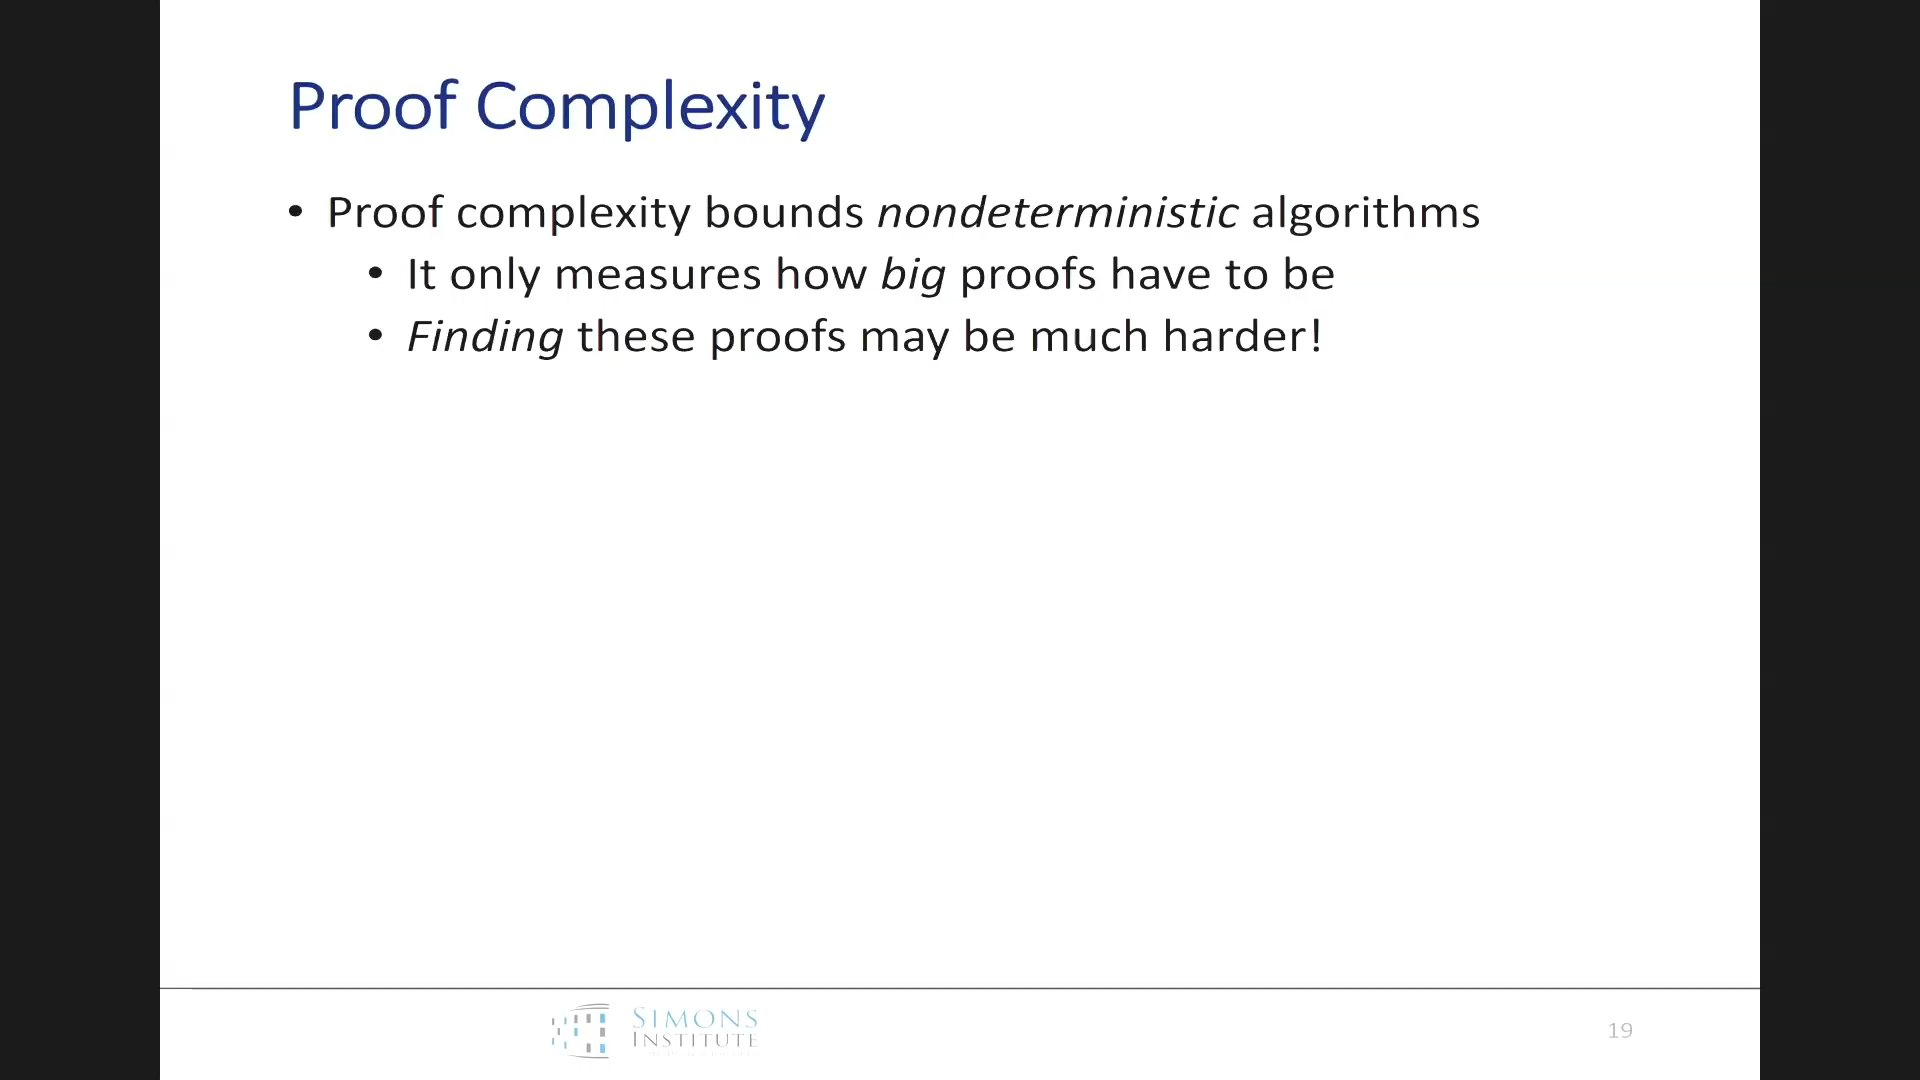 Proof Complexity
• Proof complexity bounds nondeterministic algorithms
• It only measures how big proofs have to be
• Finding these proofs may be much harder!
SIMONS
INSTITUTE
19